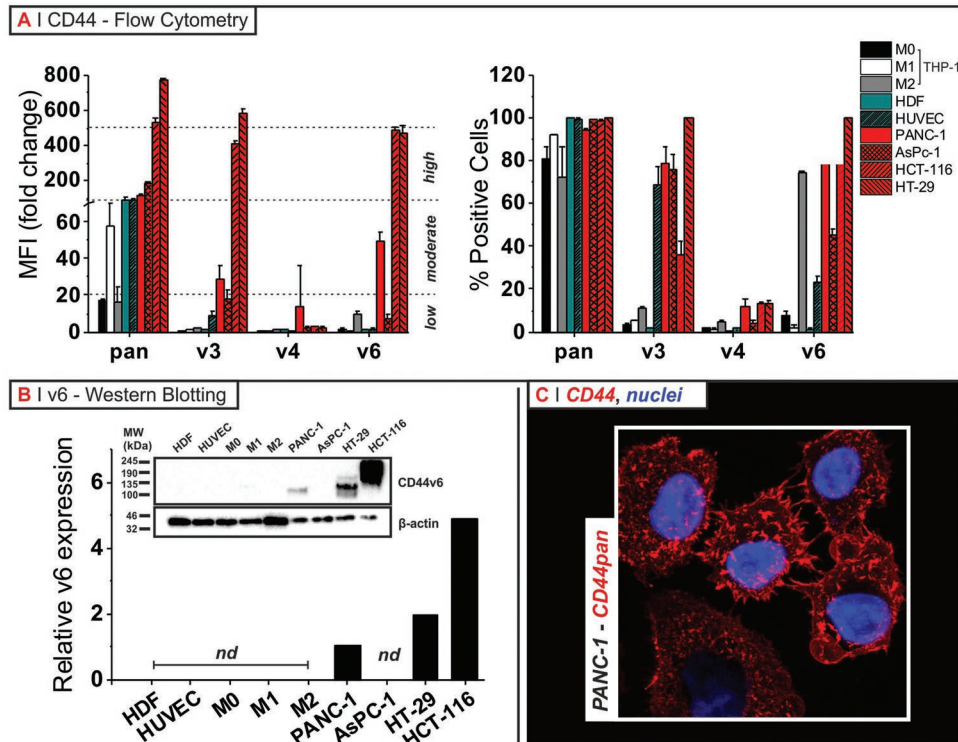 A I CD44 - Flow Cytometry
MFI (fold change)
800
600
400
200
60
40
20
0
high
moderate
low
pan
v3
v4
v6
% Positive Cells
120
100
80
60
40
20
0
pan
v3
v4
v6
M0
M1
M2
THP-1
HDF
HUVEC
PANC-1
AsPc-1
HCT-116
HT-29
B I v6 - Western Blotting
Relative v6 expression
6
4
2
0
MW
(kDa)
HDF
HUVEC
M0
M1
M2
PANC-1
AsPC-1
HT-29
HCT-116
245
190
135
100
CD44v6
46
32
β-actin
nd
nd
HDF
HUVEC
M0
M1
M2
PANC-1
AsPC-1
HT-29
HCT-116
C I CD44, nuclei
PANC-1 - CD44pan